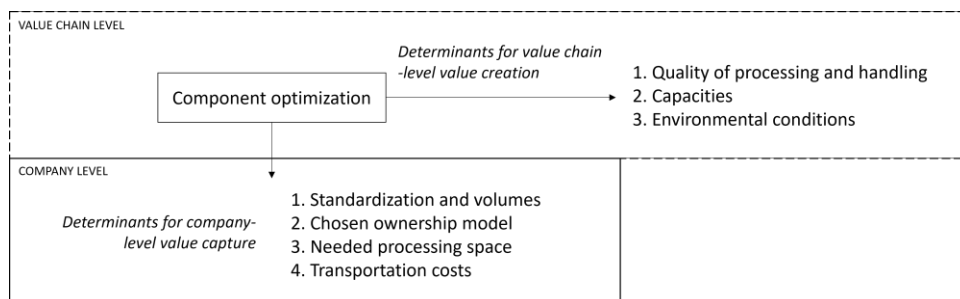 VALUE CHAIN LEVEL
Determinants for value chain
-level value creation
Component optimization
1. Quality of processing and handling
2. Capacities
3. Environmental conditions
COMPANY LEVEL
Determinants for company-
level value capture
1. Standardization and volumes
2. Chosen ownership model
3. Needed processing space
4. Transportation costs